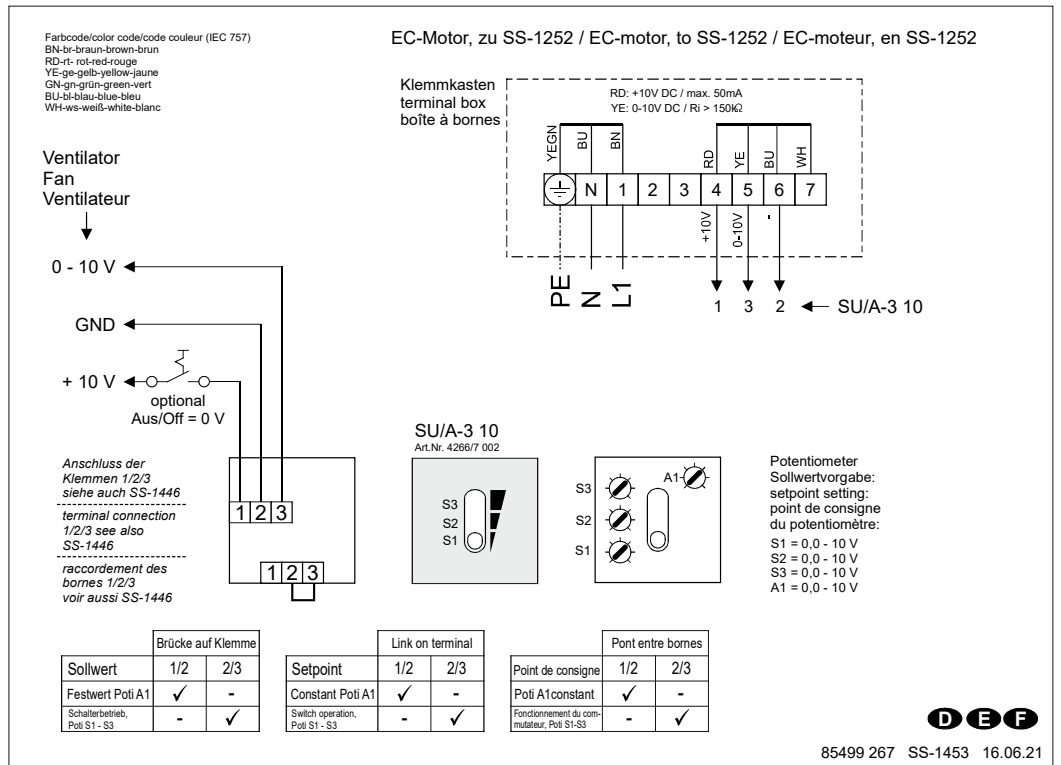 Farbcode/color code/code couleur (IEC 757)
BN-br-braun-brown-brun
RD-rt- rot-red-rouge
YE-ge-gelb-yellow-jaune
GN-gn-grün-green-vert
BU-bl-blau-blue-bleu
WH-ws-weiß-white-blanc
EC-Motor, zu SS-1252 / EC-motor, to SS-1252 / EC-moteur, en SS-1252
Klemmkasten
terminal box
boîte à bornes
RD: +10V DC / max. 50mA
YE: 0-10V DC / Ri > 150KΩ
YEGN BU BN RD YE BU WH
N 1 2 3 4 5 6 7
+10V 0-10V -
PE N L1
1 3 2 SU/A-3 10
Ventilator
Fan
Ventilateur
0 - 10 V
GND
+ 10 V
optional
Aus/Off = 0 V
Anschluss der
Klemmen 1/2/3
siehe auch SS-1446
terminal connection
1/2/3 see also
SS-1446
raccordement des
bornes 1/2/3
voir aussi SS-1446
1 2 3
1 2 3
SU/A-3 10
Art.Nr. 4266/7 002
S3
S2
S1
A1
S3
S2
S1
Potentiometer
Sollwertvorgabe:
setpoint setting:
point de consigne
du potentiomètre:
S1 = 0,0 - 10 V
S2 = 0,0 - 10 V
S3 = 0,0 - 10 V
A1 = 0,0 - 10 V
Brücke auf Klemme
Sollwert 1/2 2/3
Festwert Poti A1 ✓ -
Schalterbetrieb,
Poti S1 - S3 - ✓
Link on terminal
Setpoint 1/2 2/3
Constant Poti A1 ✓ -
Switch operation,
Poti S1 - S3 - ✓
Pont entre bornes
Point de consigne 1/2 2/3
Poti A1constant ✓ -
Fonctionnement du com-
mutateur, Poti S1-S3 - ✓
D E F
85499 267 SS-1453 16.06.21